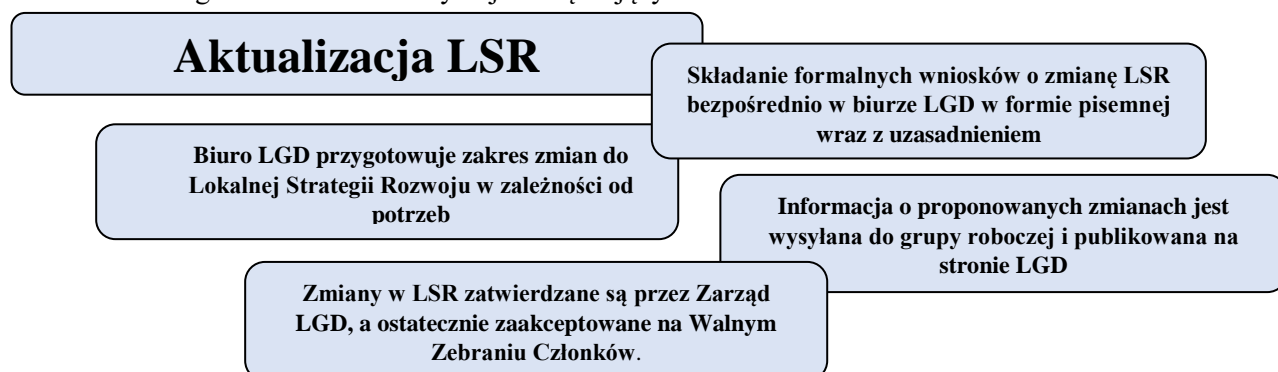 Aktualizacja LSR
Składanie formalnych wniosków o zmianę LSR
bezpośrednio w biurze LGD w formie pisemnej
wraz z uzasadnieniem
Biuro LGD przygotowuje zakres zmian do
Lokalnej Strategii Rozwoju w zależności od
potrzeb
Informacja o proponowanych zmianach jest
wysyłana do grupy roboczej i publikowana na
stronie LGD
Zmiany w LSR zatwierdzane są przez Zarząd
LGD, a ostatecznie zaakceptowane na Walnym
Zebraniu Członków.